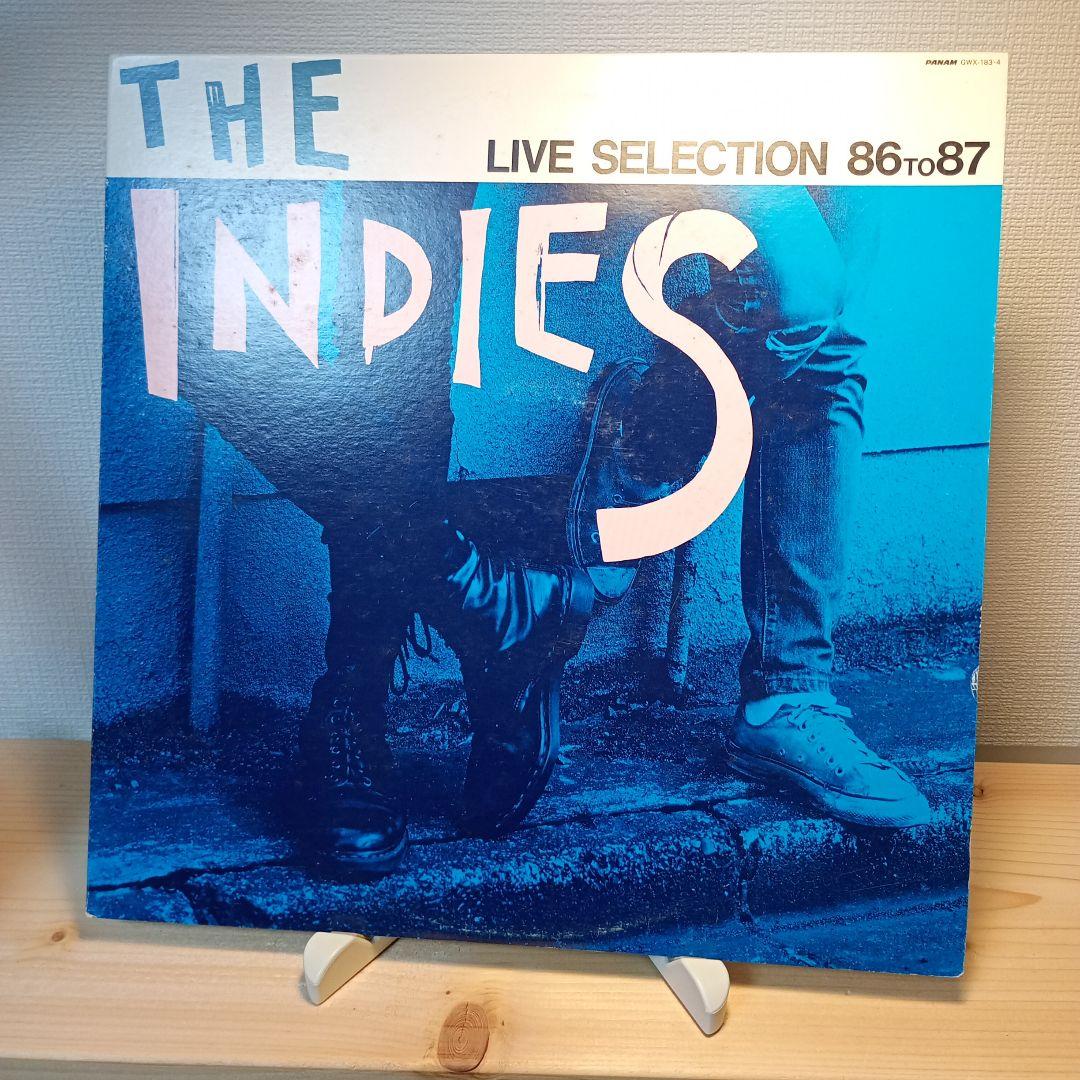 THE
PANAM GWX-183~4
LIVE SELECTION 86TO87
INDIES